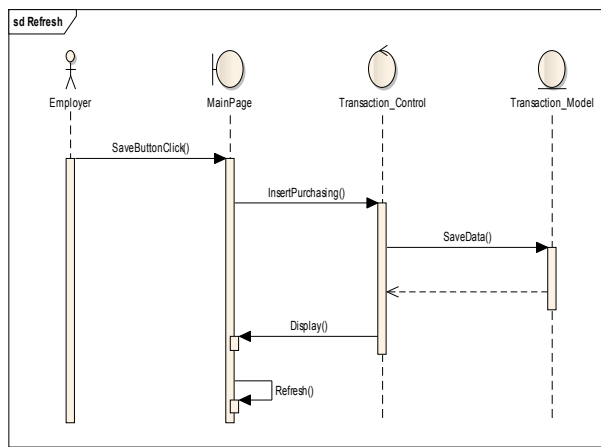 sd Refresh
Employer
MainPage
Transaction_Control
Transaction_Model
SaveButtonClick()
InsertPurchasing()
SaveData()
Display()
Refresh()